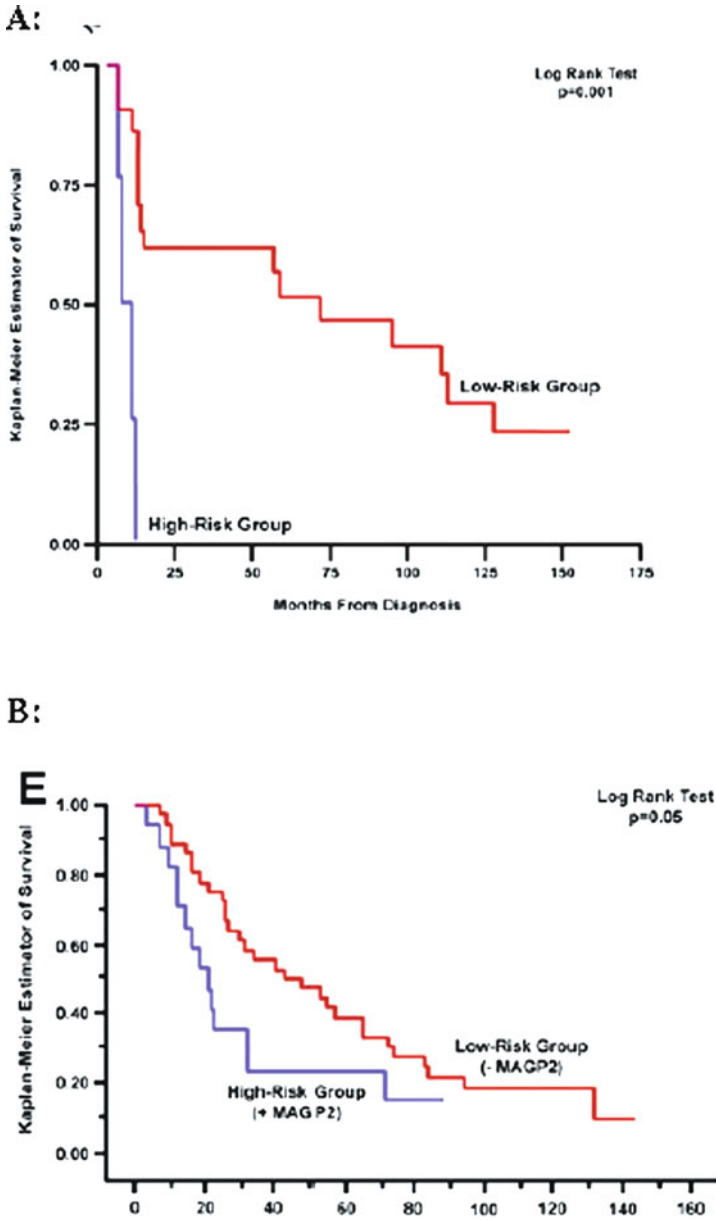 A:
Log Rank Test
p=0.001
Kaplan-Meier Estimator of Survival
1.00
0.75
0.50
0.25
0.00
Low-Risk Group
High-Risk Group
0 25 50 75 100 125 150 175
Months From Diagnosis
B:
E
Log Rank Test
p=0.05
Kaplan-Meier Estimator of Survival
1.00
0.80
0.60
0.40
0.20
0.00
Low-Risk Group
(- MAGP2)
High-Risk Group
(+ MAGP2)
0 20 40 60 80 100 120 140 160